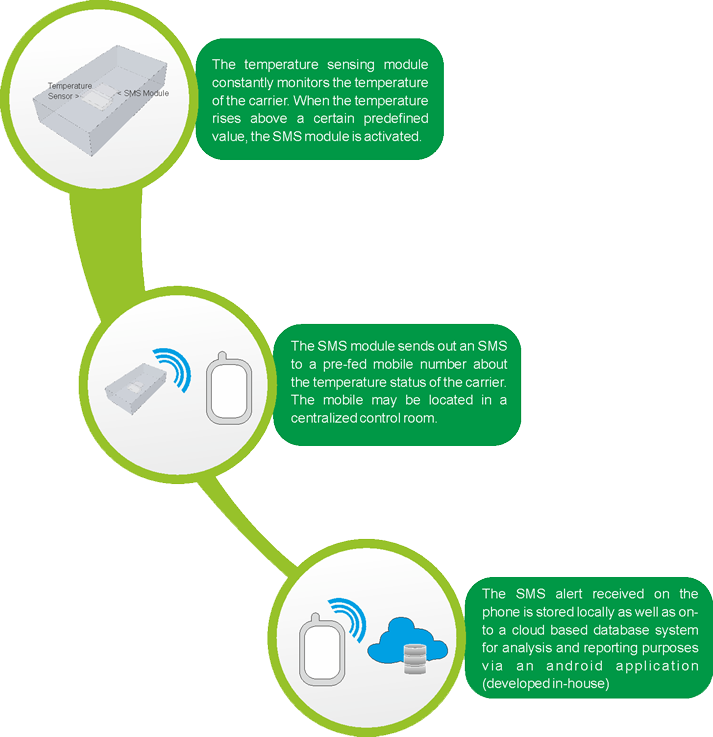 Temperature
Sensor >
< SMS Module
The temperature sensing module
constantly monitors the temperature
of the carrier. When the temperature
rises above a certain predefined
value, the SMS module is activated.
The SMS module sends out an SMS
to a pre-fed mobile number about
the temperature status of the carrier.
The mobile may be located in a
centralized control room.
The SMS alert received on the
phone is stored locally as well as on-
to a cloud based database system
for analysis and reporting purposes
via an android application
(developed in-house)